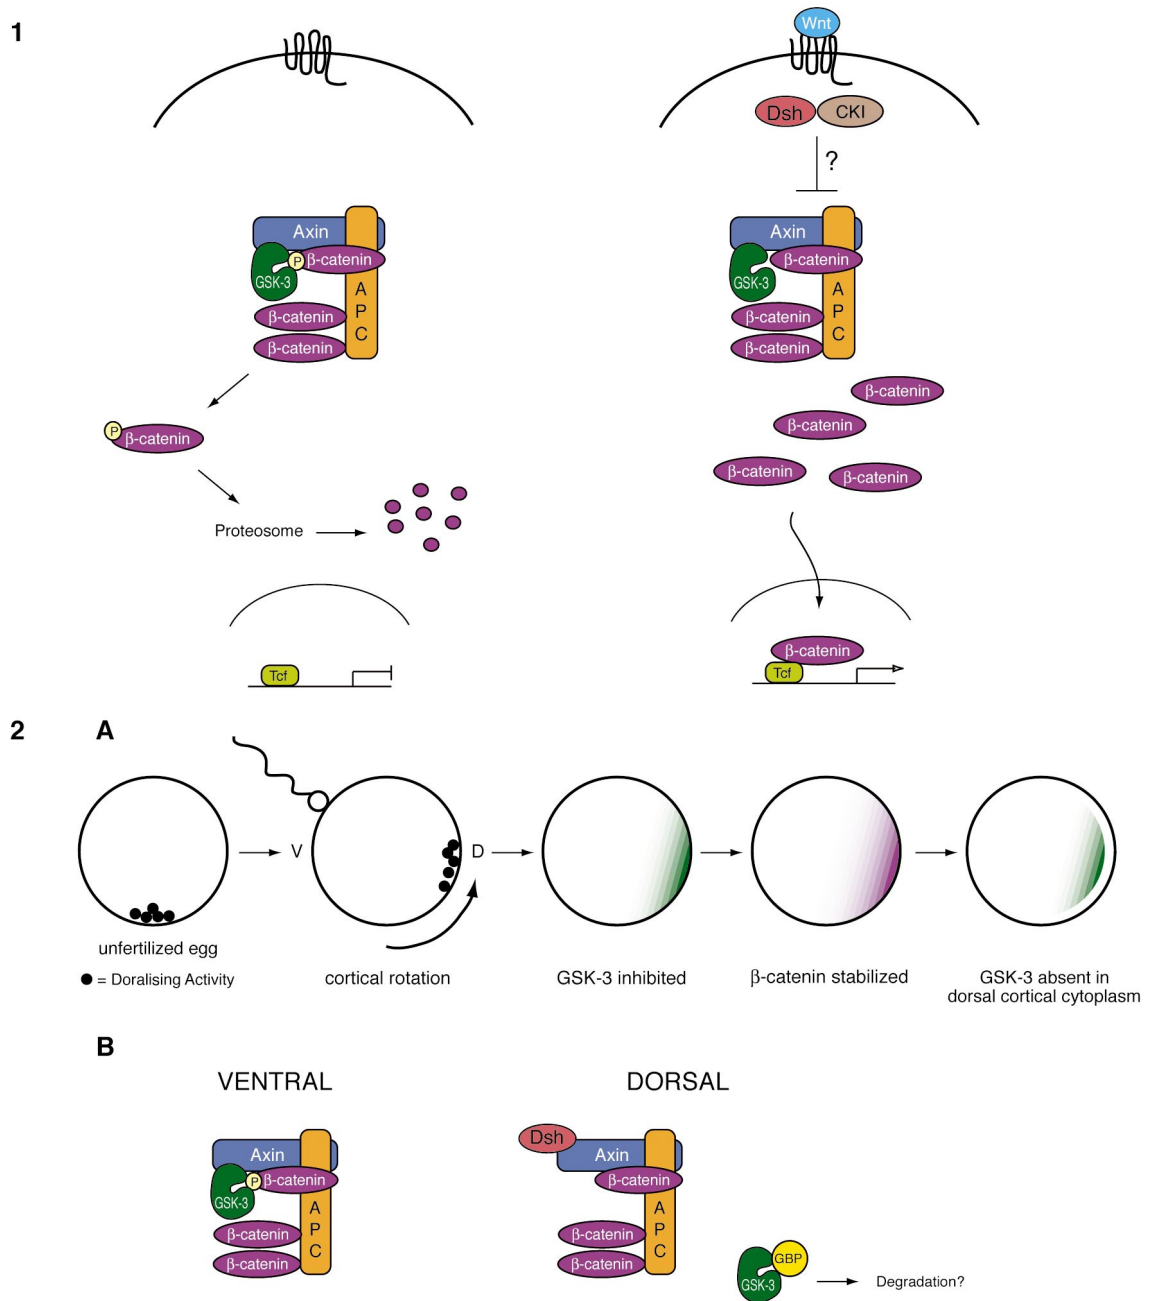 1
Wnt
Dsh
CKI
?
Axin
GSK-3
P
β-catenin
β-catenin
β-catenin
A
P
C
P
β-catenin
Proteosome
Tcf
Axin
GSK-3
β-catenin
β-catenin
β-catenin
A
P
C
β-catenin
β-catenin
β-catenin
β-catenin
β-catenin
Tcf
2
A
V
D
unfertilized egg
= Doralising Activity
cortical rotation
GSK-3 inhibited
β-catenin stabilized
GSK-3 absent in
dorsal cortical cytoplasm
B
VENTRAL
DORSAL
Axin
GSK-3
P
β-catenin
β-catenin
β-catenin
A
P
C
Dsh
Axin
β-catenin
β-catenin
β-catenin
A
P
C
GSK-3
GBP
Degradation?